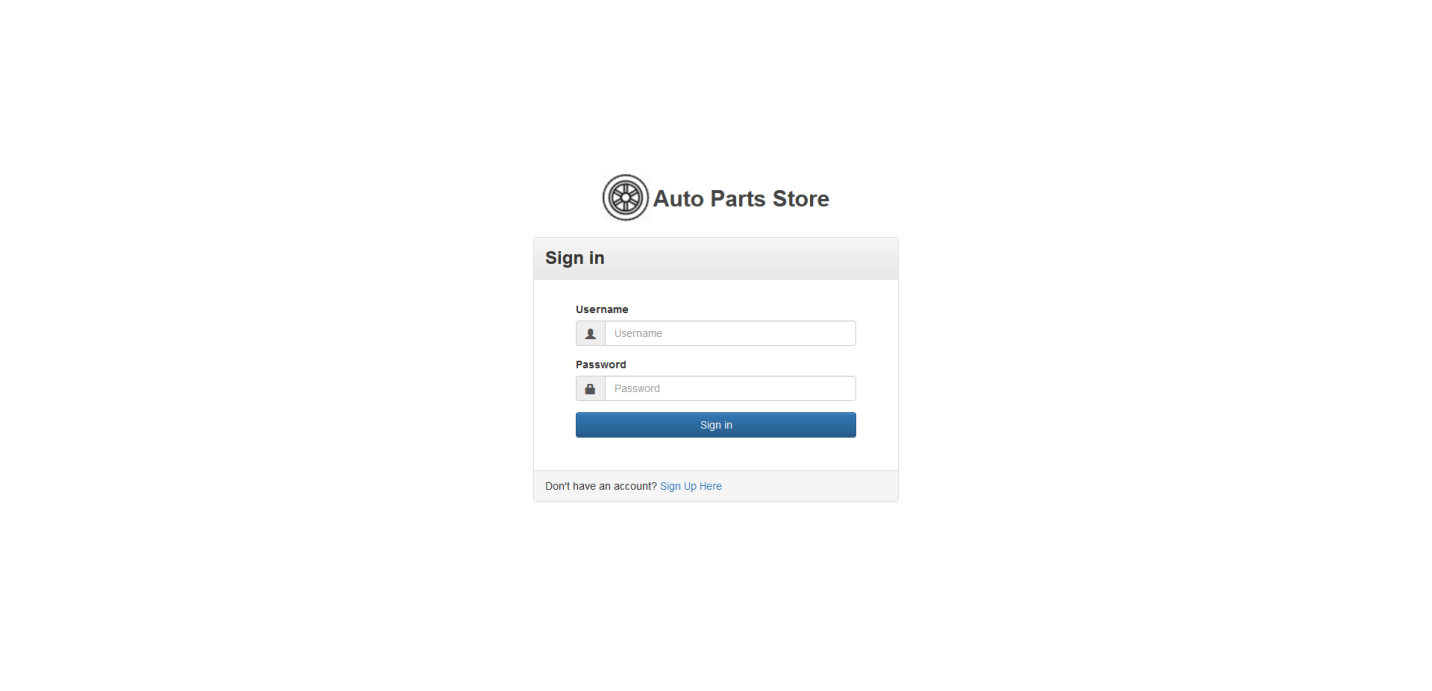 Auto Parts Store
Sign in
Username
Username
Password
Password
Sign in
Don't have an account? Sign Up Here